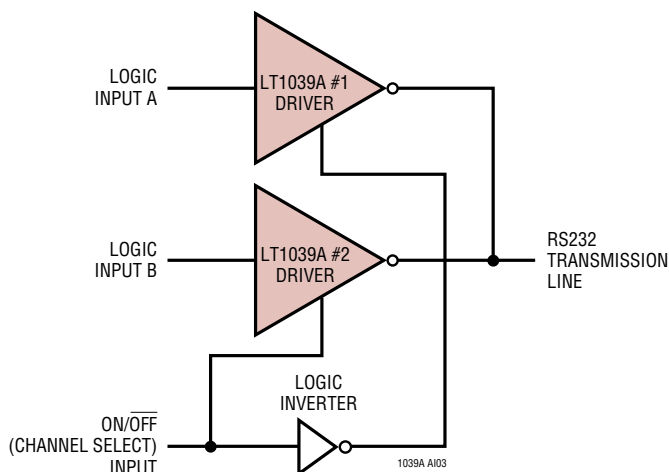 LOGIC
INPUT A
LT1039A #1
DRIVER
LOGIC
INPUT B
LT1039A #2
DRIVER
RS232
TRANSMISSION
LINE
LOGIC
INVERTER
ON/OFF
(CHANNEL SELECT)
INPUT
1039A AI03